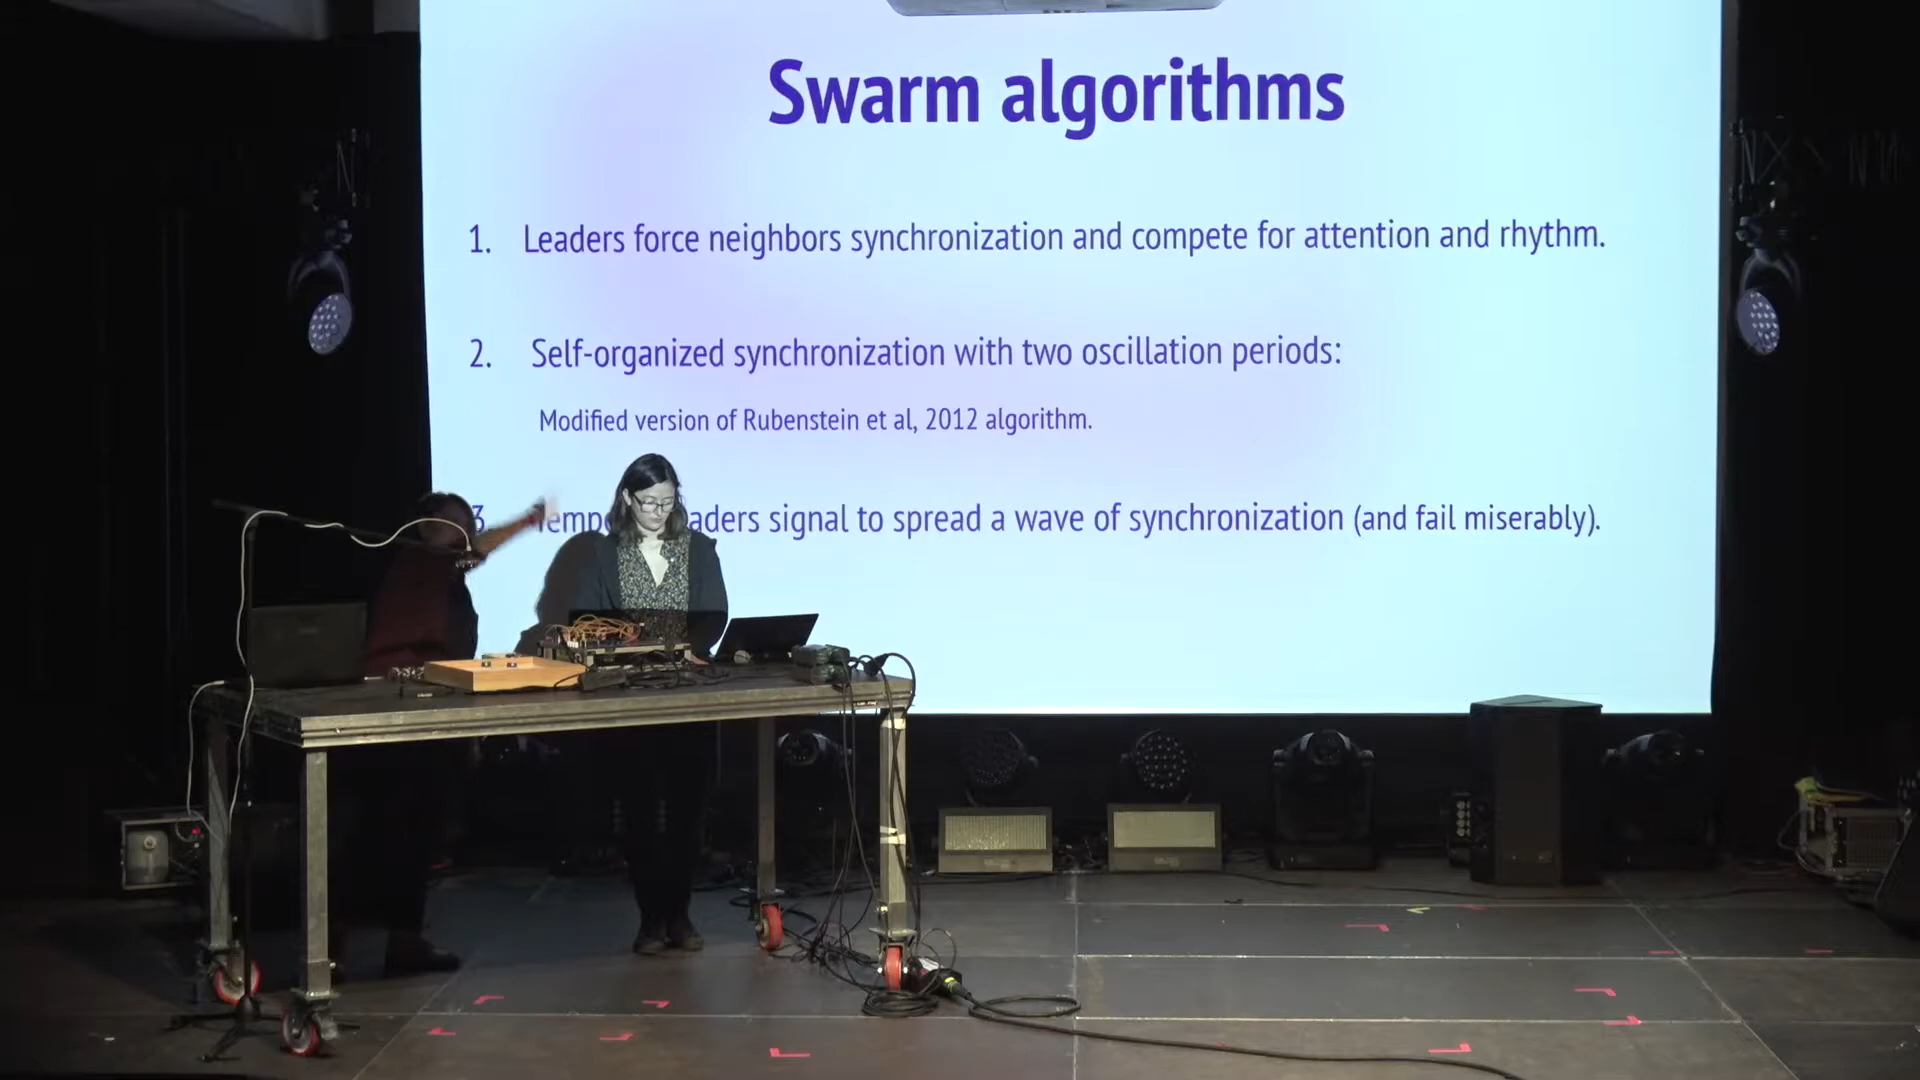 Swarm algorithms
1. Leaders force neighbors synchronization and compete for attention and rhythm.
2. Self-organized synchronization with two oscillation periods:
Modified version of Rubenstein et al, 2012 algorithm.
3. signal to spread a wave of synchronization (and fail miserably).